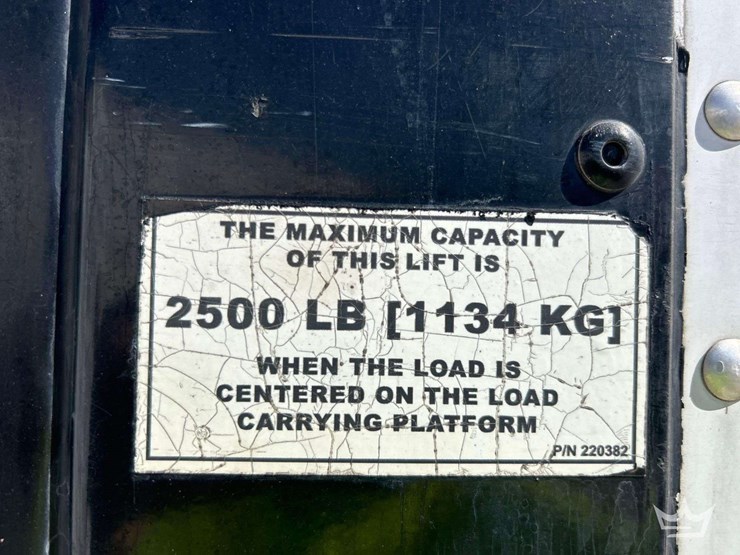 THE MAXIMUM CAPACITY
OF THIS LIFT IS
2500 LB [1134 KG]
WHEN THE LOAD IS
CENTERED ON THE LOAD
CARRYING PLATFORM
P/N 220382